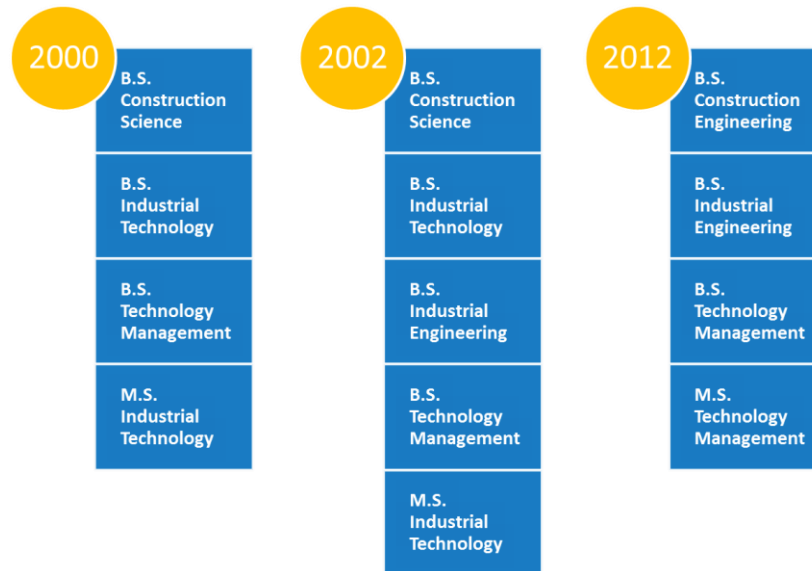 2000
B.S.
Construction
Science
B.S.
Industrial
Technology
B.S.
Technology
Management
M.S.
Industrial
Technology
2002
B.S.
Construction
Science
B.S.
Industrial
Technology
B.S.
Industrial
Engineering
B.S.
Technology
Management
M.S.
Industrial
Technology
2012
B.S.
Construction
Engineering
B.S.
Industrial
Engineering
B.S.
Technology
Management
M.S.
Technology
Management